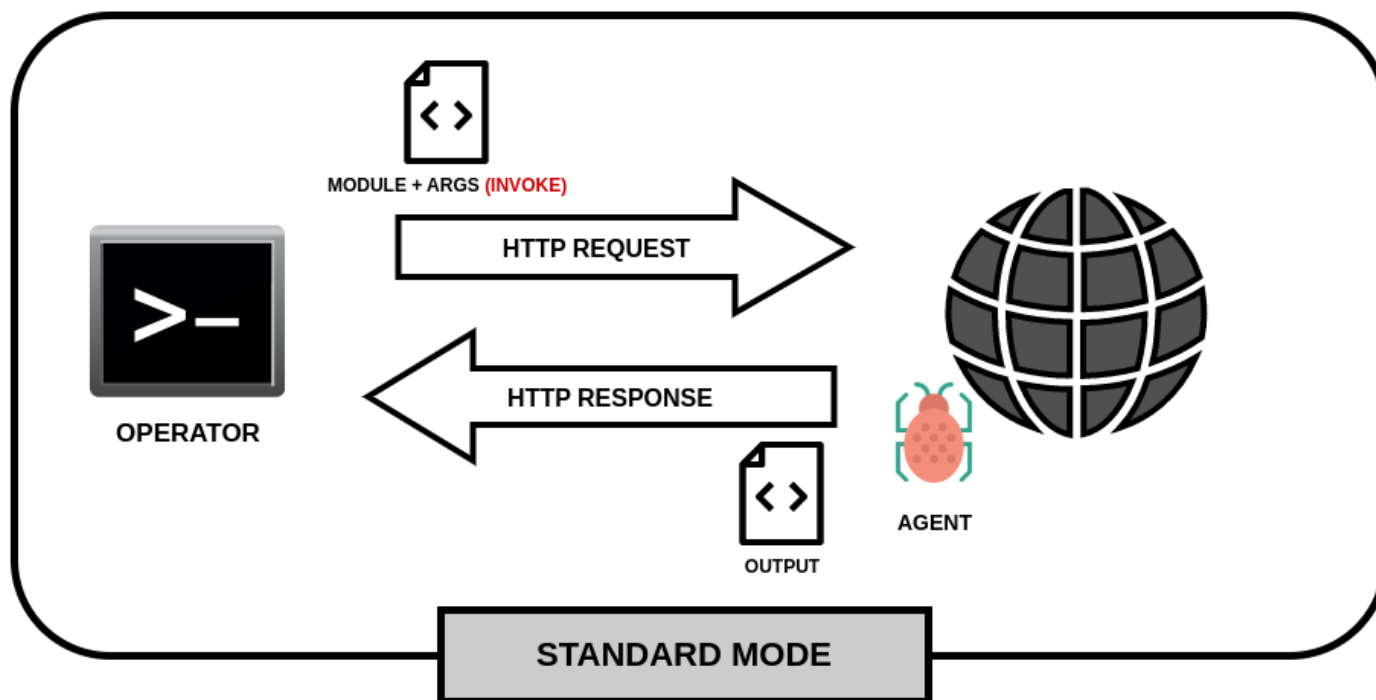 MODULE + ARGS (INVOKE)
HTTP REQUEST
>_
OPERATOR
HTTP RESPONSE
AGENT
OUTPUT
STANDARD MODE